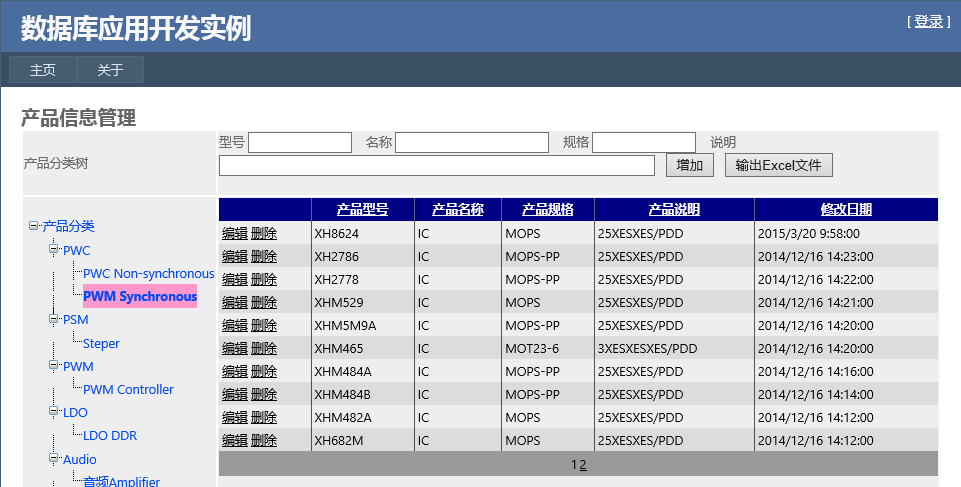 数据库应用开发实例
[ 登录 ]
主页 关于
产品信息管理
型号 名称 规格 说明
产品分类树
增加 输出Excel文件
产品分类
PWC
PWC Non-synchronous
PWM Synchronous
PSM
Steper
PWM
PWM Controller
LDO
LDO DDR
Audio
音频Amplifier
产品型号 产品名称 产品规格 产品说明 修改日期
编辑 删除 XH8624 IC MOPS 25XESXES/PDD 2015/3/20 9:58:00
编辑 删除 XH2786 IC MOPS-PP 25XESXES/PDD 2014/12/16 14:23:00
编辑 删除 XH2778 IC MOPS-PP 25XESXES/PDD 2014/12/16 14:22:00
编辑 删除 XHM529 IC MOPS 25XESXES/PDD 2014/12/16 14:21:00
编辑 删除 XHM5M9A IC MOPS-PP 25XESXES/PDD 2014/12/16 14:20:00
编辑 删除 XHM465 IC MOT23-6 3XESXESXES/PDD 2014/12/16 14:20:00
编辑 删除 XHM484A IC MOPS-PP 25XESXES/PDD 2014/12/16 14:16:00
编辑 删除 XHM484B IC MOPS-PP 25XESXES/PDD 2014/12/16 14:14:00
编辑 删除 XHM482A IC MOPS 25XESXES/PDD 2014/12/16 14:12:00
编辑 删除 XH682M IC MOPS 25XESXES/PDD 2014/12/16 14:12:00
1 2